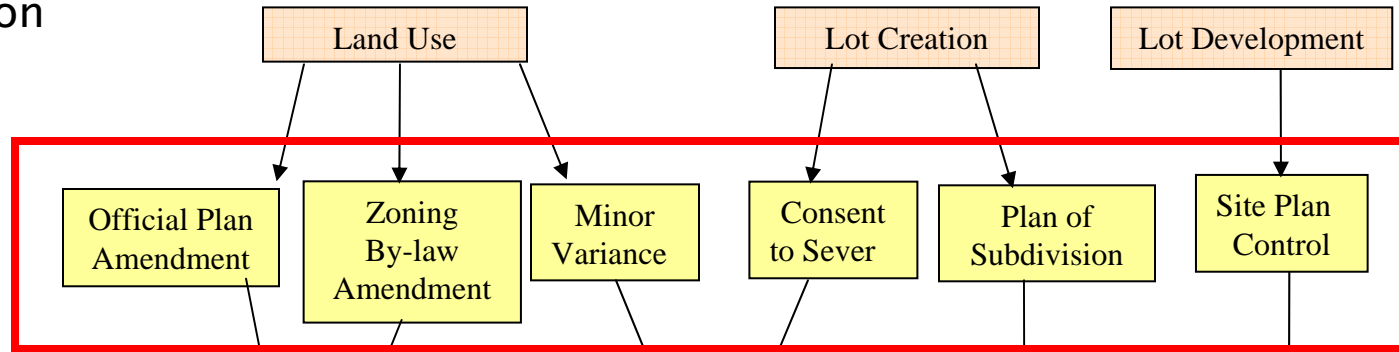 on
Land Use
Lot Creation
Lot Development
Official Plan
Amendment
Zoning
By-law
Amendment
Minor
Variance
Consent
to Sever
Plan of
Subdivision
Site Plan
Control